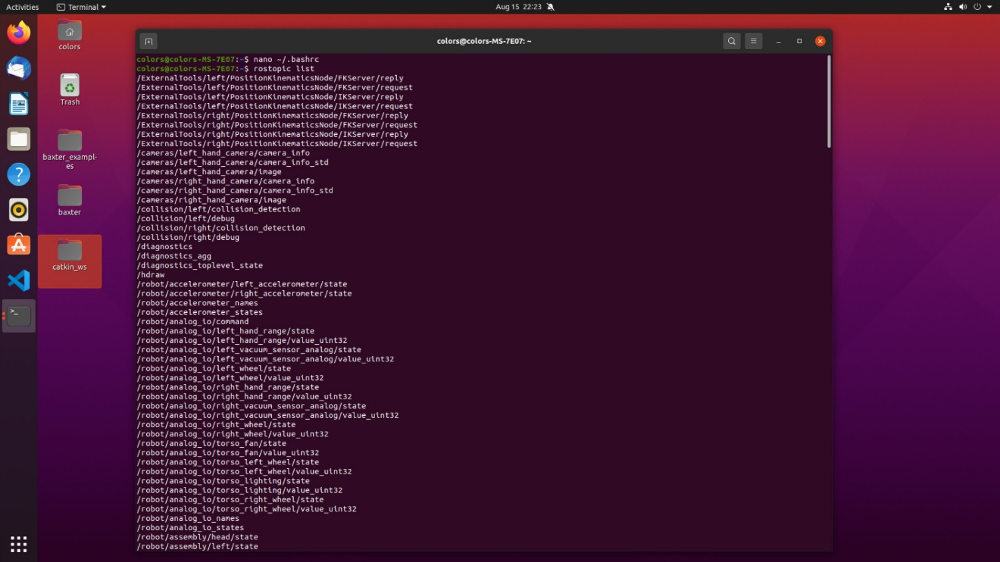 Activities
Terminal
Aug 15 22:23
colors
Trash
baxter_exampl-
es
baxter
catkin_ws
colors@colors-MS-7E07: ~
colors@colors-MS-7E07:~$ nano ~/.bashrc
colors@colors-MS-7E07:~$ rostopic list
/ExternalTools/left/PositionKinematicsNode/FKServer/reply
/ExternalTools/left/PositionKinematicsNode/FKServer/request
/ExternalTools/left/PositionKinematicsNode/IKServer/reply
/ExternalTools/left/PositionKinematicsNode/IKServer/request
/ExternalTools/right/PositionKinematicsNode/FKServer/reply
/ExternalTools/right/PositionKinematicsNode/FKServer/request
/ExternalTools/right/PositionKinematicsNode/IKServer/reply
/ExternalTools/right/PositionKinematicsNode/IKServer/request
/cameras/left_hand_camera/camera_info
/cameras/left_hand_camera/camera_info_std
/cameras/left_hand_camera/image
/cameras/right_hand_camera/camera_info
/cameras/right_hand_camera/camera_info_std
/cameras/right_hand_camera/image
/collision/left/collision_detection
/collision/left/debug
/collision/right/collision_detection
/collision/right/debug
/diagnostics
/diagnostics_agg
/diagnostics_toplevel_state
/hdraw
/robot/accelerometer/left_accelerometer/state
/robot/accelerometer/right_accelerometer/state
/robot/accelerometer_names
/robot/accelerometer_states
/robot/analog_io/command
/robot/analog_io/left_hand_range/state
/robot/analog_io/left_hand_range/value_uint32
/robot/analog_io/left_vacuum_sensor_analog/state
/robot/analog_io/left_vacuum_sensor_analog/value_uint32
/robot/analog_io/left_wheel/state
/robot/analog_io/left_wheel/value_uint32
/robot/analog_io/right_hand_range/state
/robot/analog_io/right_hand_range/value_uint32
/robot/analog_io/right_vacuum_sensor_analog/state
/robot/analog_io/right_vacuum_sensor_analog/value_uint32
/robot/analog_io/right_wheel/state
/robot/analog_io/right_wheel/value_uint32
/robot/analog_io/torso_fan/state
/robot/analog_io/torso_fan/value_uint32
/robot/analog_io/torso_left_wheel/state
/robot/analog_io/torso_left_wheel/value_uint32
/robot/analog_io/torso_lighting/state
/robot/analog_io/torso_lighting/value_uint32
/robot/analog_io/torso_right_wheel/state
/robot/analog_io/torso_right_wheel/value_uint32
/robot/analog_io_names
/robot/analog_io_states
/robot/assembly/head/state
/robot/assembly/left/state